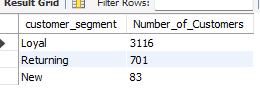 Result Grid Filter Rows:
customer_segment Number_of_Customers
Loyal 3116
Returning 701
New 83